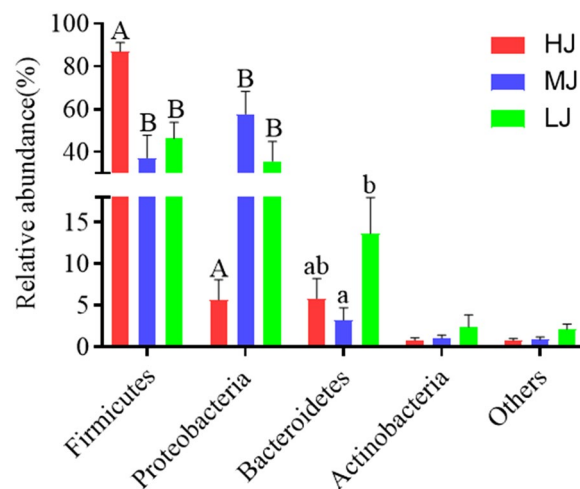 100
80
60
40
15
10
5
0
Relative abundance(%)
A
B
B
A
B
B
ab
a
b
HJ
MJ
LJ
Firmicutes
Proteobacteria
Bacteroidetes
Actinobacteria
Others